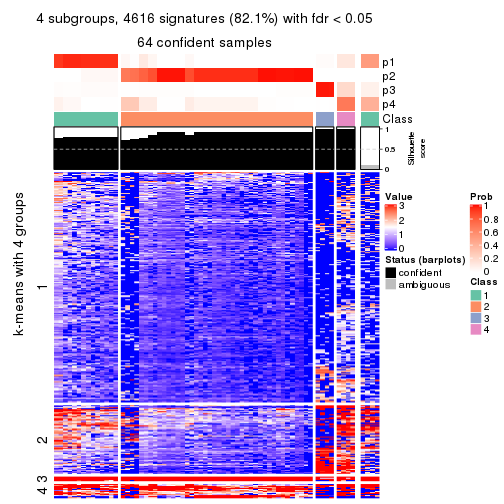 4 subgroups, 4616 signatures (82.1%) with fdr < 0.05
64 confident samples
p1
p2
p3
p4
Class
1
0.5
0
Silhouette
score
k-means with 4 groups
1
2
3
4
Value
3
2
1
0
Status (barplots)
confident
ambiguous
Prob
1
0.8
0.6
0.4
0.2
0
Class
1
2
3
4